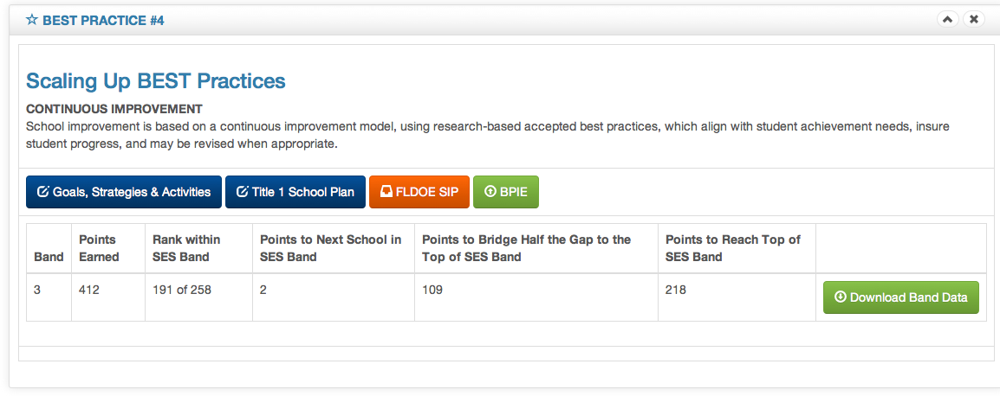 BEST PRACTICE #4
Scaling Up BEST Practices
CONTINUOUS IMPROVEMENT
School improvement is based on a continuous improvement model, using research-based accepted best practices, which align with student achievement needs, insure
student progress, and may be revised when appropriate.
Goals, Strategies & Activities Title 1 School Plan FLDOE SIP BPIE
Band Points Earned Rank within SES Band Points to Next School in SES Band Points to Bridge Half the Gap to the Top of SES Band Points to Reach Top of SES Band
3 412 191 of 258 2 109 218 Download Band Data